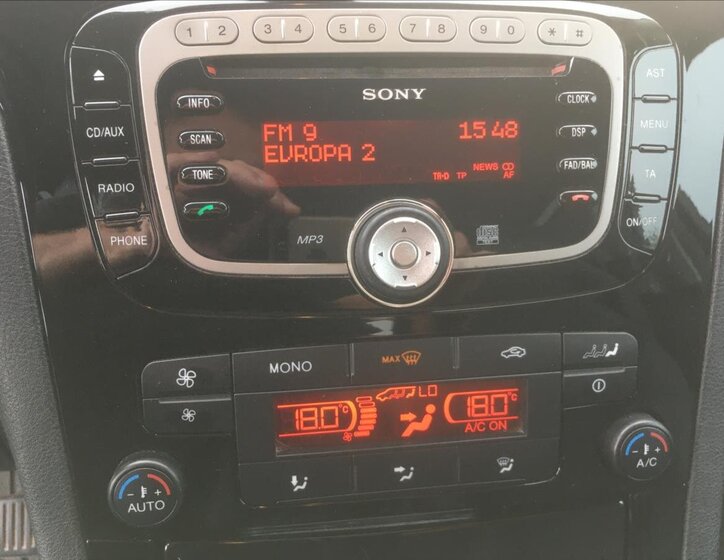 1 2 3 4 5 6 7 8 9 0 * #
SONY
AST
INFO
CLOCK
CD/AUX
SCAN
FM 9 15 48
DSP
MENU
EVROPA 2
NEWS
TONE
TR-D TP AF
FAD/BAL
TA
RADIO
MP3
ON/OFF
PHONE
MONO
MAX
LO
18.0°C
18.0°C
A/C ON
AUTO
A/C